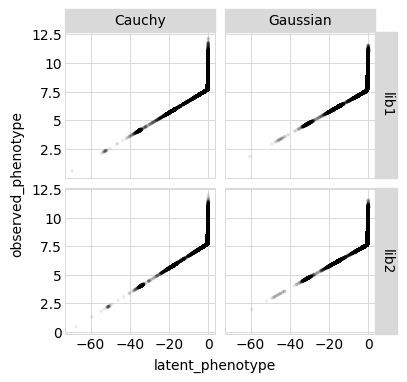 Cauchy Gaussian
12.5
10
7.5
5
2.5
lib1
12.5
10
7.5
5
2.5
0
lib2
−60 −40 −20 0 −60 −40 −20 0
latent_phenotype
observed_phenotype